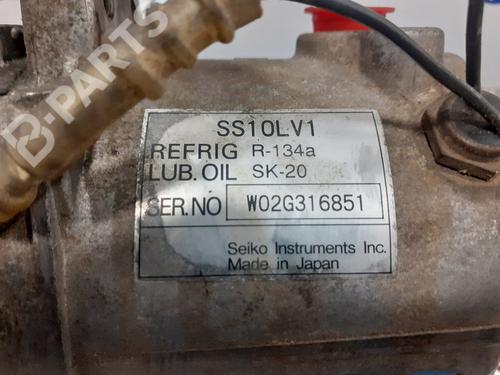 B-PARTS
SS10LV1
REFRIG R-134a
LUB. OIL SK-20
SER. NO W02G316851
Seiko Instruments Inc.
Made in Japan